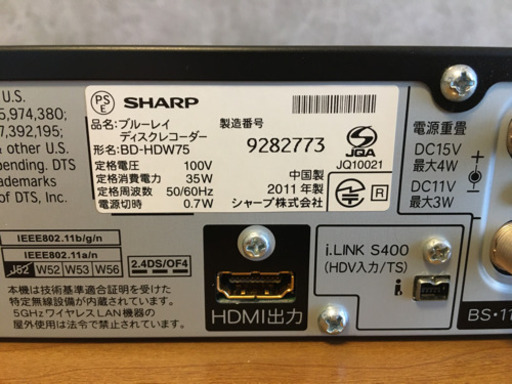 U.S.
5,974,380;
7,392,195;
& other U.S.
pending. DTS
Trademarks
of DTS, Inc.
PSE SHARP
品名:ブルーレイ
ディスクレコーダー
形名:BD-HDW75
定格電圧 100V
定格消費電力 35W
定格周波数 50/60Hz
電源切時 0.7W
製造番号
9282773
中国製
2011年製
シャープ株式会社
JQA
JQ10021
R
電源重畳
DC15V
最大4W
DC11V
最大3W
IEEE802.11b/g/n
IEEE802.11a/n
J52 W52 W53 W56
2.4DS/OF4
本機は技術基準適合証明を受けた
特定無線設備が内蔵されています。
5GHzワイヤレスLAN機器の
屋外使用は法令で禁止されています。
HDMI出力
i.LINK S400
(HDV入力/TS)
BS・11